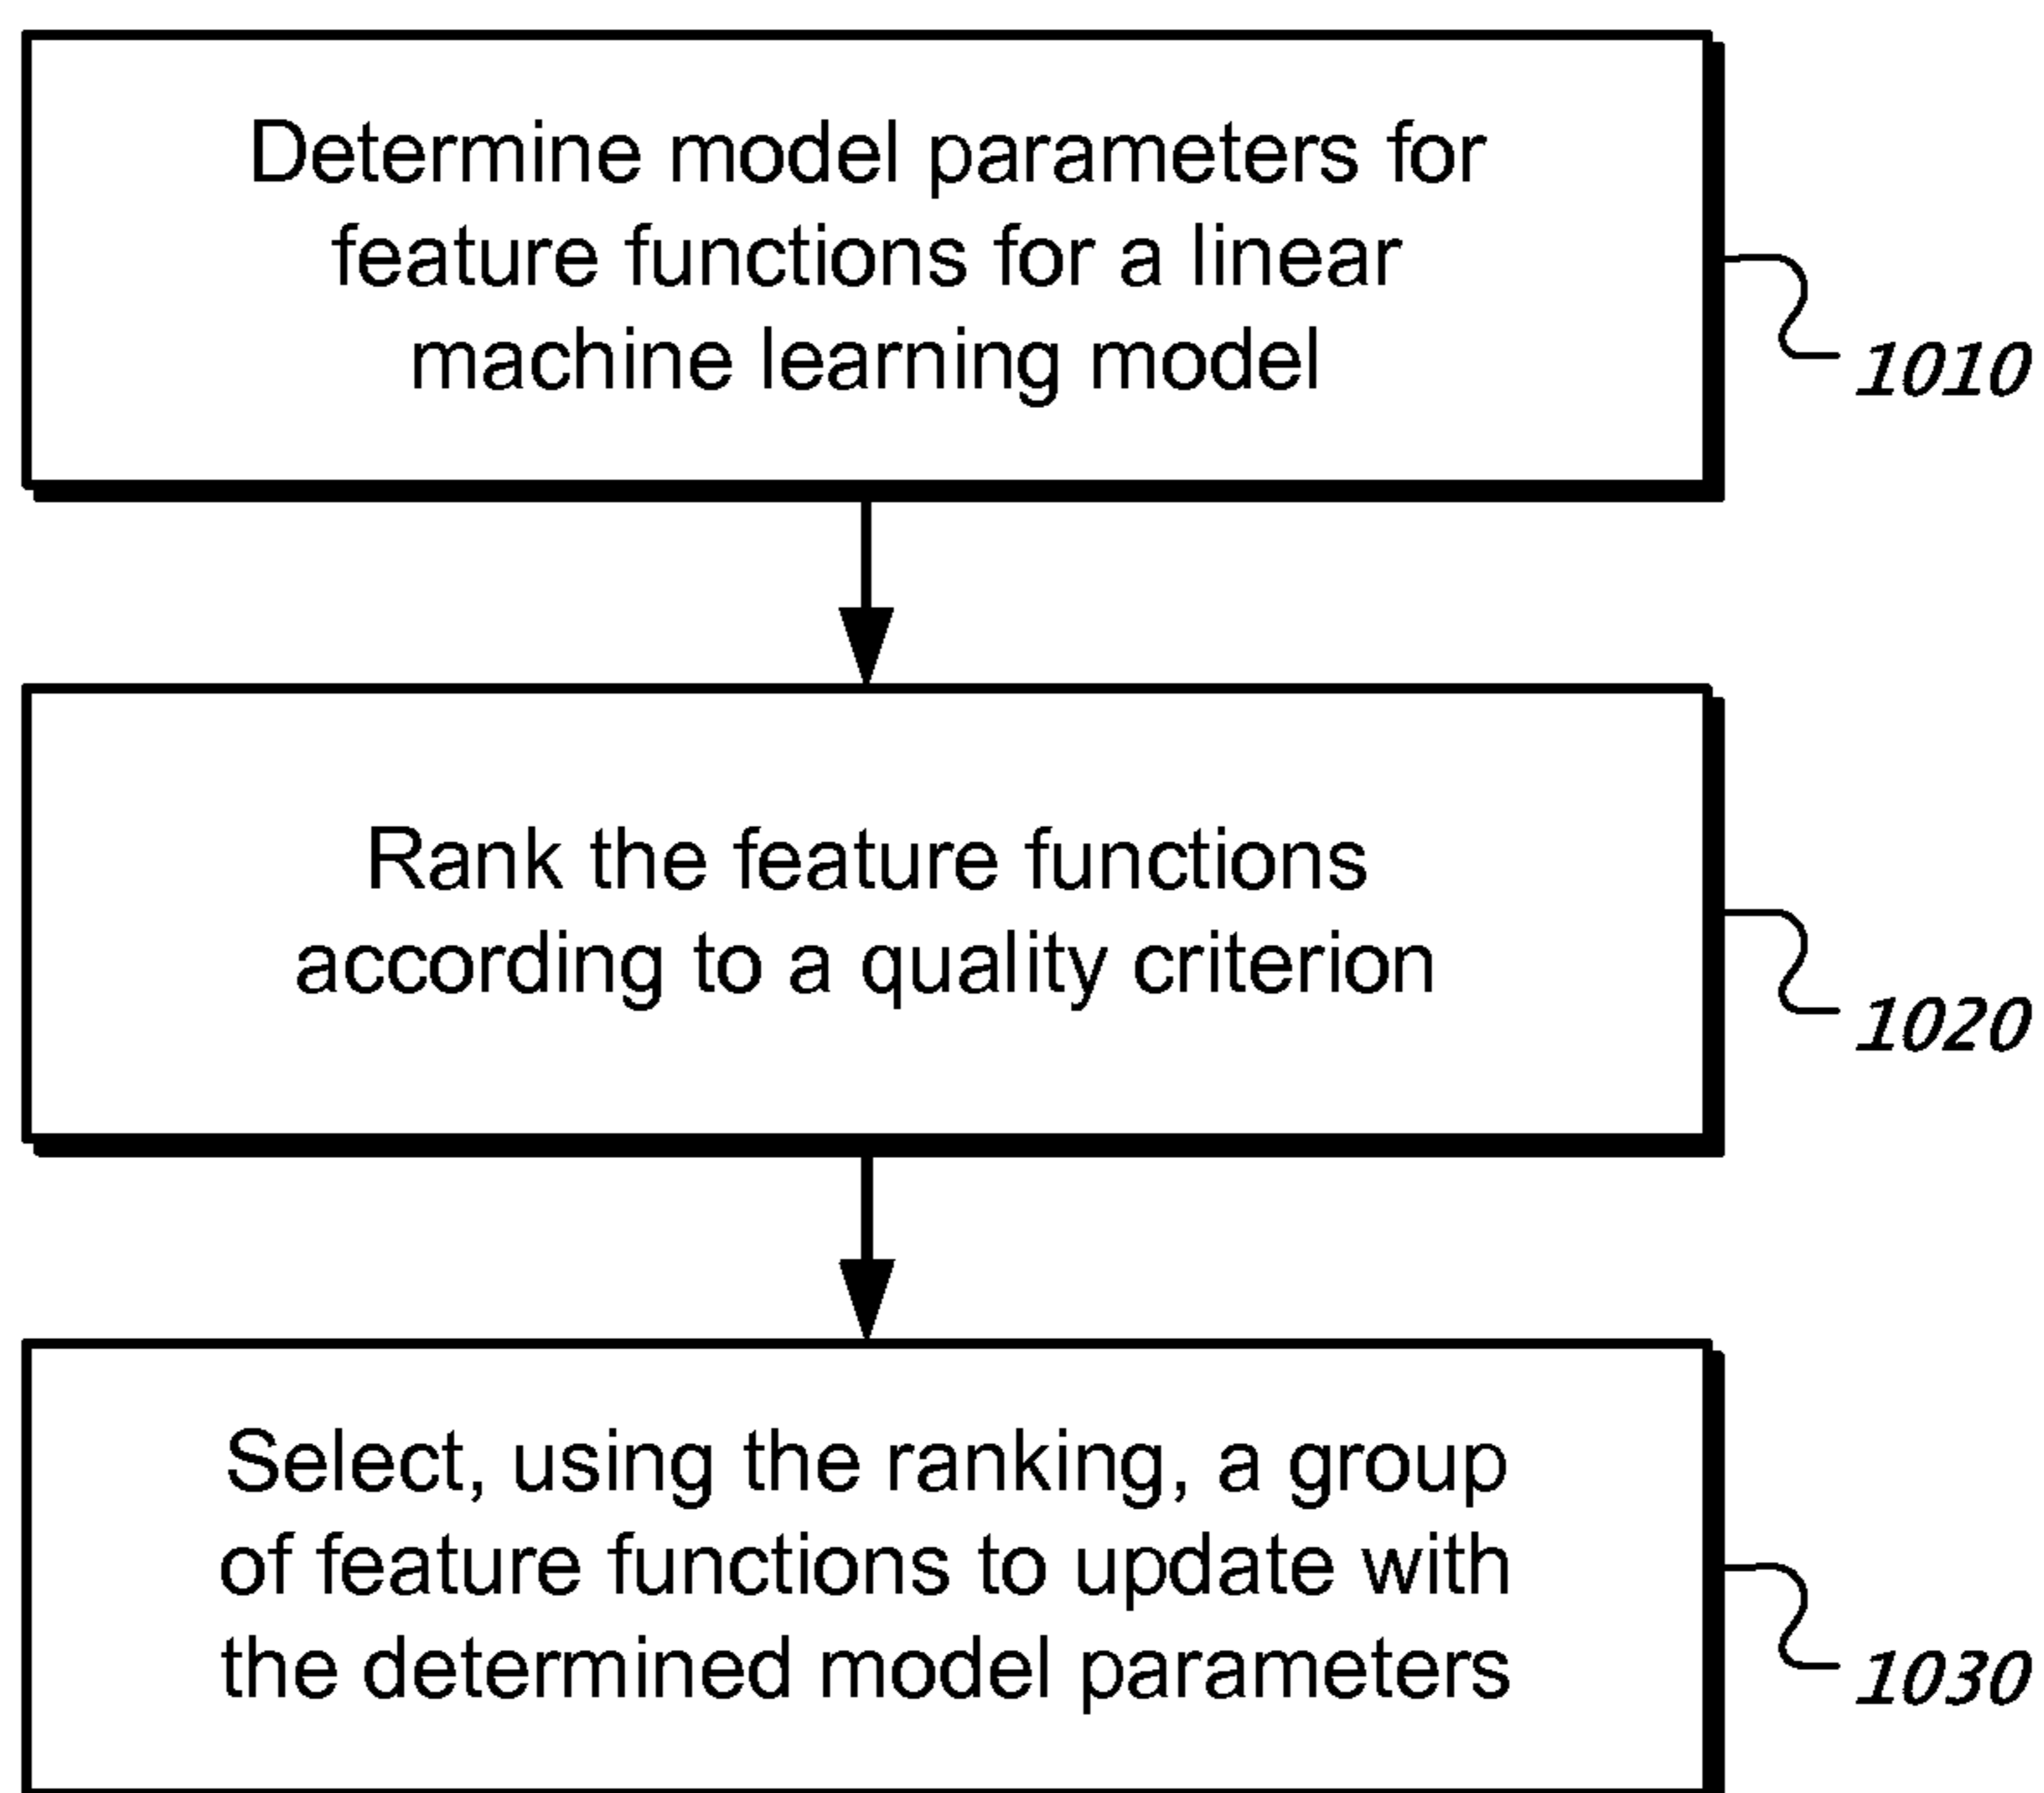 Determine model parameters for
feature functions for a linear
machine learning model
1010
Rank the feature functions
according to a quality criterion
1020
Select, using the ranking, a group
of feature functions to update with
the determined model parameters
1030